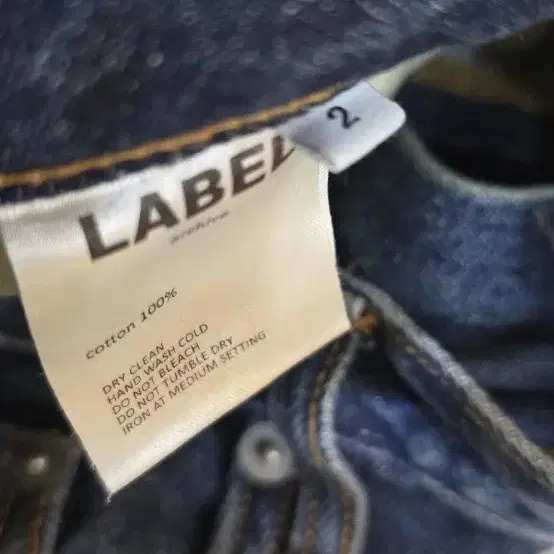 2
LABEL
archive
cotton 100%
DRY CLEAN
HAND WASH COLD
DO NOT BLEACH
DO NOT TUMBLE DRY
IRON AT MEDIUM SETTING